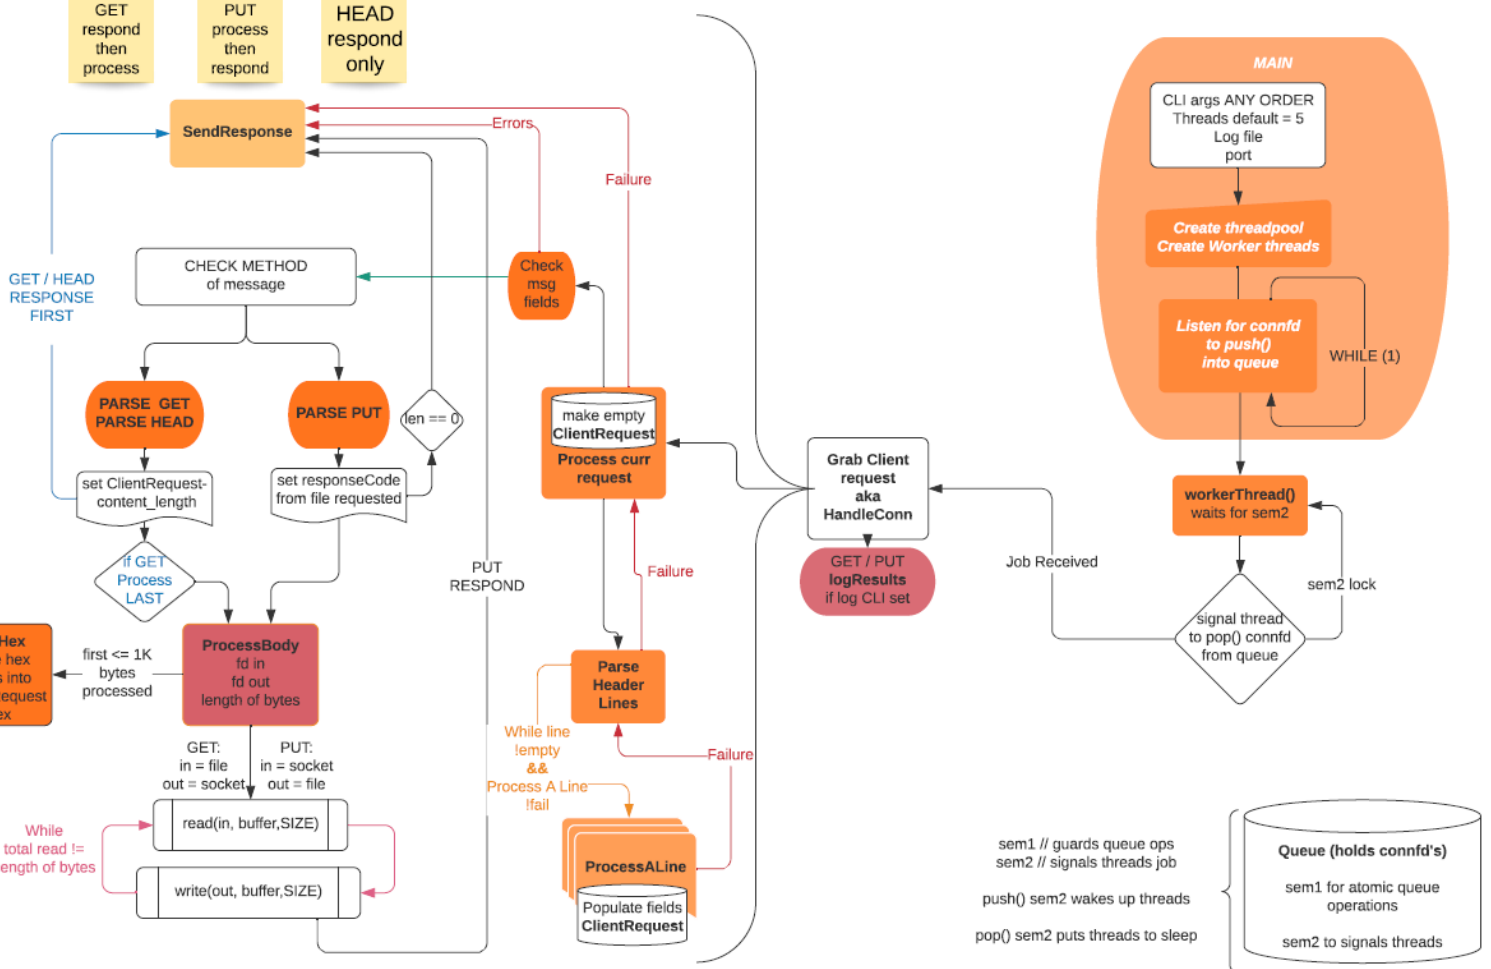 GET
respond
then
process
PUT
process
then
respond
HEAD
respond
only
SendResponse
Errors
Failure
GET / HEAD
RESPONSE
FIRST
CHECK METHOD
of message
Check
msg
fields
PARSE  GET
PARSE HEAD
PARSE PUT
len == 0
set ClientRequest-
content_length
set responseCode
from file requested
if GET
Process
LAST
PUT
RESPOND
make empty
ClientRequest
Process curr
request
Failure
Parse
Header
Lines
While line
!empty
&&
Process A Line
!fail
Failure
ProcessALine
Populate fields
ClientRequest
Hex
hex
s into
equest
ex
first <= 1K
bytes
processed
ProcessBody
fd in
fd out
length of bytes
GET:
in = file
out = socket
PUT:
in = socket
out = file
read(in, buffer,SIZE)
write(out, buffer,SIZE)
While
total read !=
ength of bytes
Grab Client
request
aka
HandleConn
GET / PUT
logResults
if log CLI set
Job Received
MAIN
CLI args ANY ORDER
Threads default = 5
Log file
port
Create threadpool
Create Worker threads
Listen for connfd
to push()
into queue
WHILE (1)
workerThread()
waits for sem2
sem2 lock
signal thread
to pop() connfd
from queue
sem1 // guards queue ops
sem2 // signals threads job
push() sem2 wakes up threads
pop() sem2 puts threads to sleep
Queue (holds connfd's)
sem1 for atomic queue
operations
sem2 to signals threads